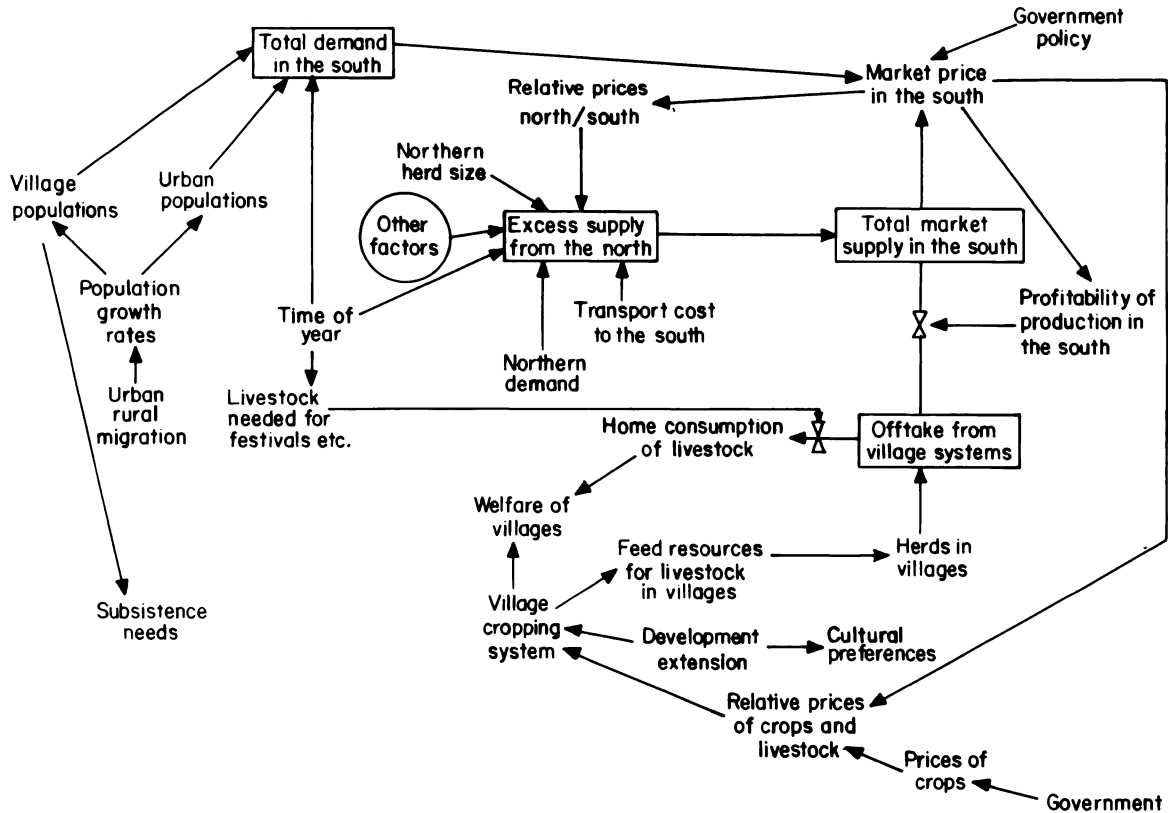 Government
policy
Total demand
in the south
Market price
in the south
Relative prices
north/south
Northern
herd size
Village
populations
Urban
populations
Other
factors
Excess supply
from the north
Total market
supply in the south
Population
growth
rates
Time of
year
Transport cost
to the south
Profitability of
production in
the south
Northern
demand
Urban
rural
migration
Livestock
needed for
festivals etc.
Home consumption
of livestock
Offtake from
village systems
Welfare of
villages
Feed resources
for livestock
in villages
Herds in
villages
Subsistence
needs
Village
cropping
system
Development
extension
Cultural
preferences
Relative prices
of crops and
livestock
Prices of
crops
Government